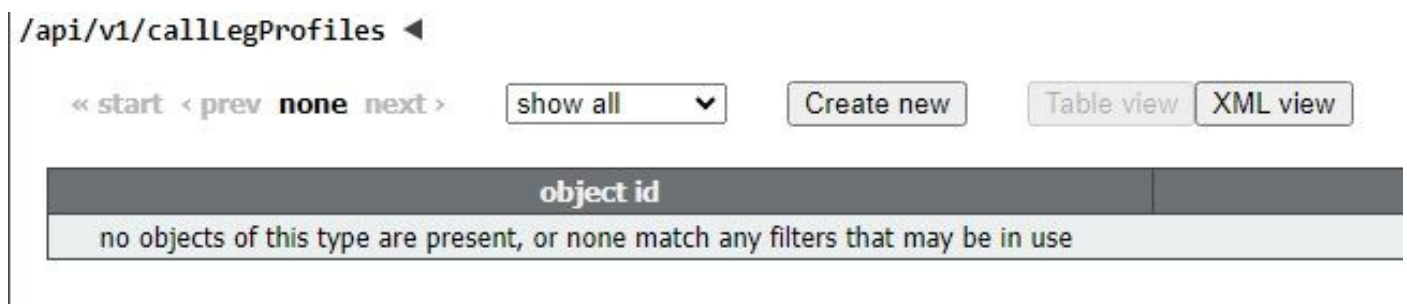 /api/v1/callLegProfiles ◄
« start ‹ prev none next › show all Create new Table view XML view
object id
no objects of this type are present, or none match any filters that may be in use